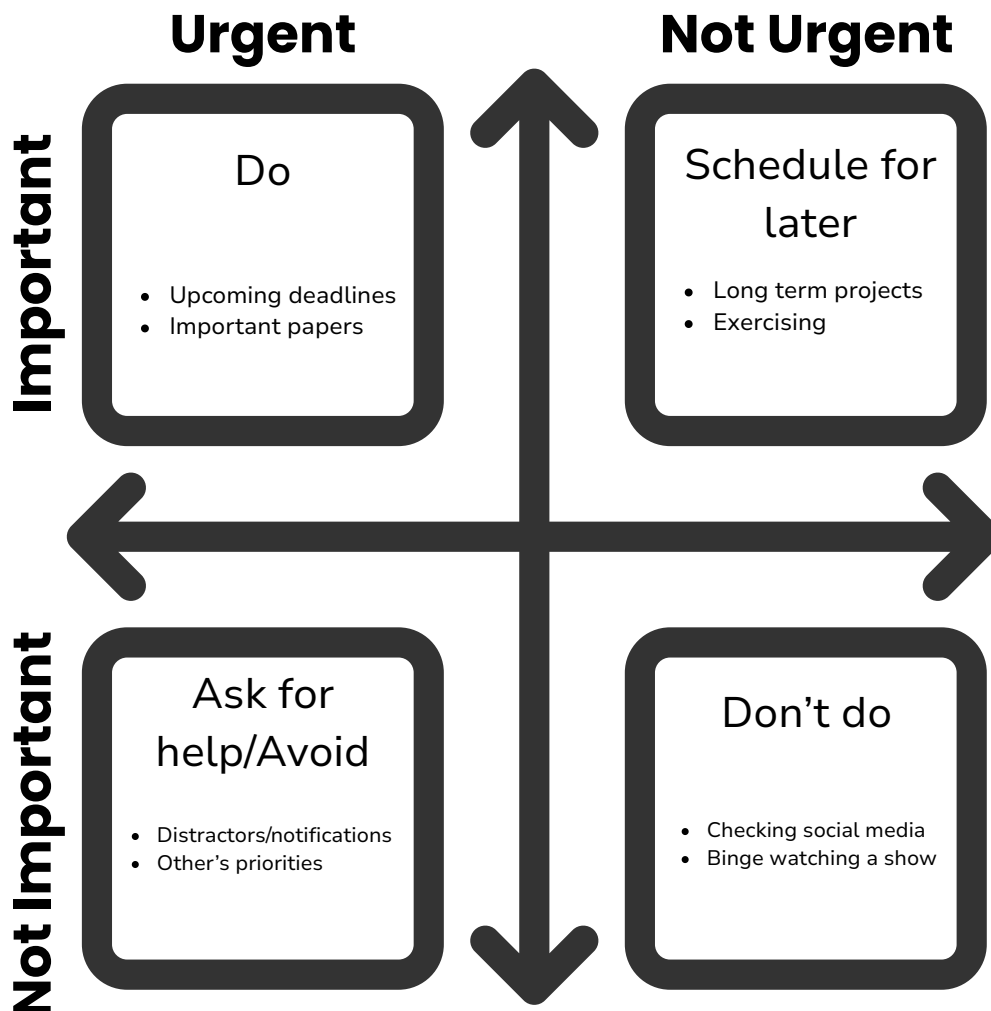 Urgent
Not Urgent
Important
Do
• Upcoming deadlines
• Important papers
Schedule for
later
• Long term projects
• Exercising
Not Important
Ask for
help/Avoid
• Distractors/notifications
• Other's priorities
Don't do
• Checking social media
• Binge watching a show